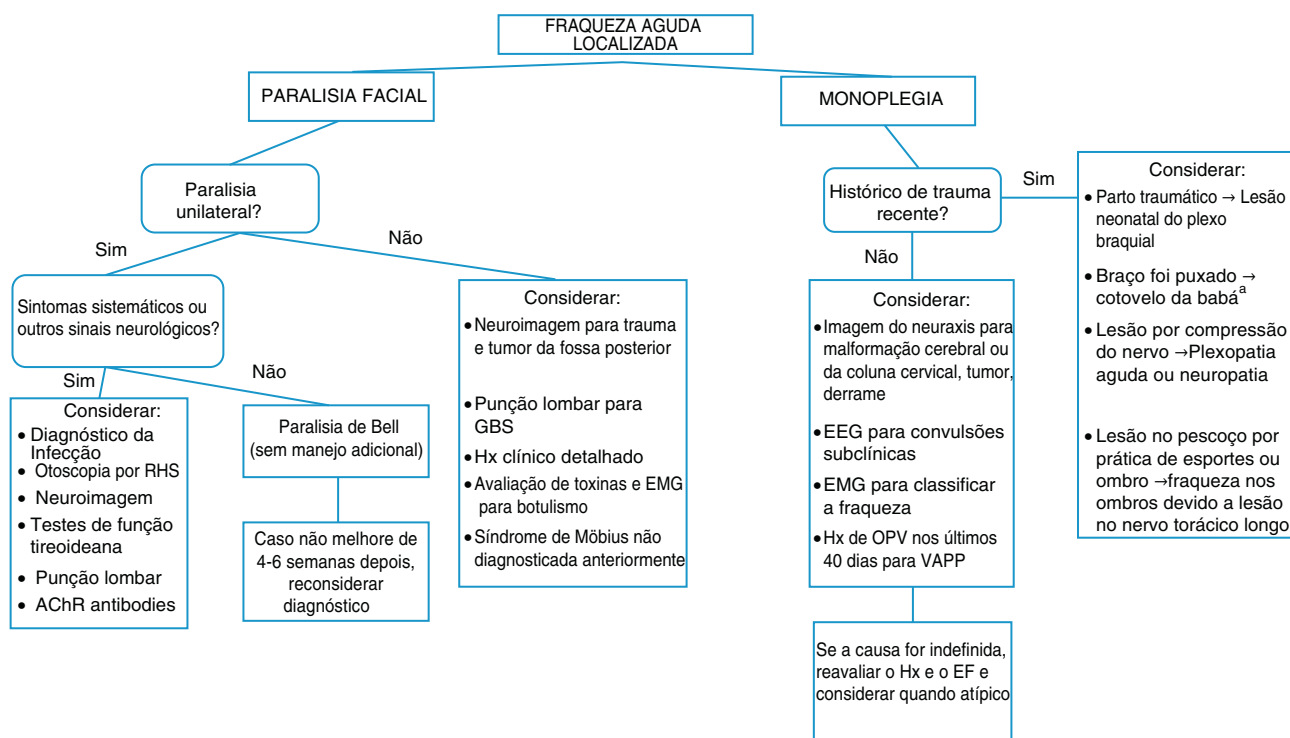 FRAQUEZA AGUDA
LOCALIZADA
PARALISIA FACIAL
MONOPLEGIA
Paralisia
unilateral?
Sim
Não
Sintomas sistemáticos ou
outros sinais neurológicos?
Sim
Não
Considerar:
• Diagnóstico da
Infecção
• Otoscopia por RHS
• Neuroimagem
• Testes de função
tireoideana
• Punção lombar
• AChR antibodies
Paralisia de Bell
(sem manejo adicional)
Caso não melhore de
4-6 semanas depois,
reconsiderar
diagnóstico
Considerar:
• Neuroimagem para trauma
e tumor da fossa posterior
• Punção lombar para
GBS
• Hx clínico detalhado
• Avaliação de toxinas e EMG
para botulismo
• Síndrome de Möbius não
diagnosticada anteriormente
Histórico de trauma
recente?
Sim
Não
Considerar:
• Imagem do neuraxis para
malformação cerebral ou
da coluna cervical, tumor,
derrame
• EEG para convulsões
subclínicas
• EMG para classificar
a fraqueza
• Hx de OPV nos últimos
40 dias para VAPP
Se a causa for indefinida,
reavaliar o Hx e o EF e
considerar quando atípico
Considerar:
• Parto traumático → Lesão
neonatal do plexo
braquial
• Braço foi puxado →
cotovelo da babáª
• Lesão por compressão
do nervo →Plexopatia
aguda ou neuropatia
• Lesão no pescoço por
prática de esportes ou
ombro →fraqueza nos
ombros devido a lesão
no nervo torácico longo